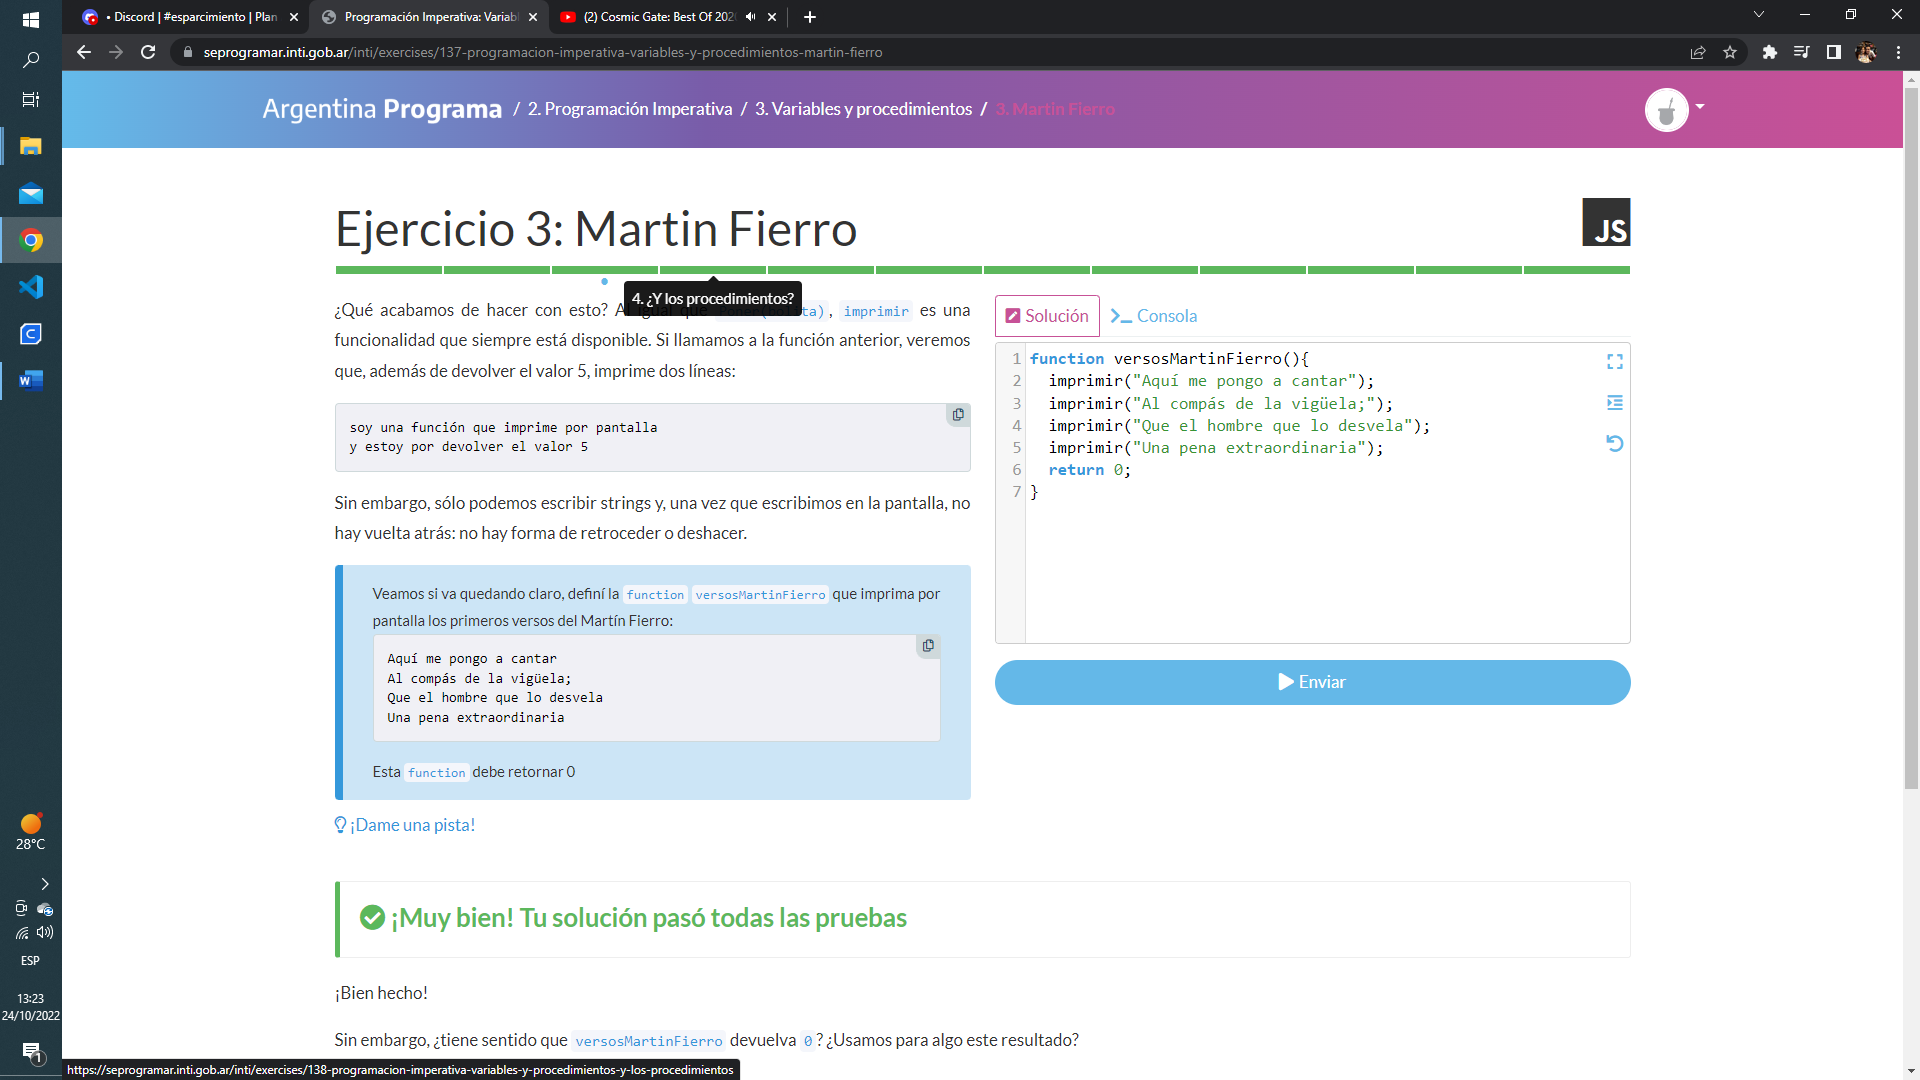 • Discord | #esparcimiento | Plan
Programación Imperativa: Variab
(2) Cosmic Gate: Best Of 202
seprogramar.inti.gob.ar/inti/exercises/137-programacion-imperativa-variables-y-procedimientos-martin-fierro
Argentina Programa / 2. Programación Imperativa / 3. Variables y procedimientos / 3. Martin Fierro
Ejercicio 3: Martin Fierro
JS
4. ¿Y los procedimientos?
¿Qué acabamos de hacer con esto? Al igual que , imprimir es una
funcionalidad que siempre está disponible. Si llamamos a la función anterior, veremos
que, además de devolver el valor 5, imprime dos líneas:
soy una función que imprime por pantalla
y estoy por devolver el valor 5
Sin embargo, sólo podemos escribir strings y, una vez que escribimos en la pantalla, no
hay vuelta atrás: no hay forma de retroceder o deshacer.
Veamos si va quedando claro, definí la function versosMartinFierro que imprima por
pantalla los primeros versos del Martín Fierro:
Aquí me pongo a cantar
Al compás de la vigüela;
Que el hombre que lo desvela
Una pena extraordinaria
Esta function debe retornar 0
¡Dame una pista!
Solución
Consola
1 function versosMartinFierro(){
2 imprimir("Aquí me pongo a cantar");
3 imprimir("Al compás de la vigüela;");
4 imprimir("Que el hombre que lo desvela");
5 imprimir("Una pena extraordinaria");
6 return 0;
7 }
Enviar
¡Muy bien! Tu solución pasó todas las pruebas
¡Bien hecho!
Sin embargo, ¿tiene sentido que versosMartinFierro devuelva 0? ¿Usamos para algo este resultado?
https://seprogramar.inti.gob.ar/inti/exercises/138-programacion-imperativa-variables-y-procedimientos-y-los-procedimientos
28°C
ESP
13:23
24/10/2022
1